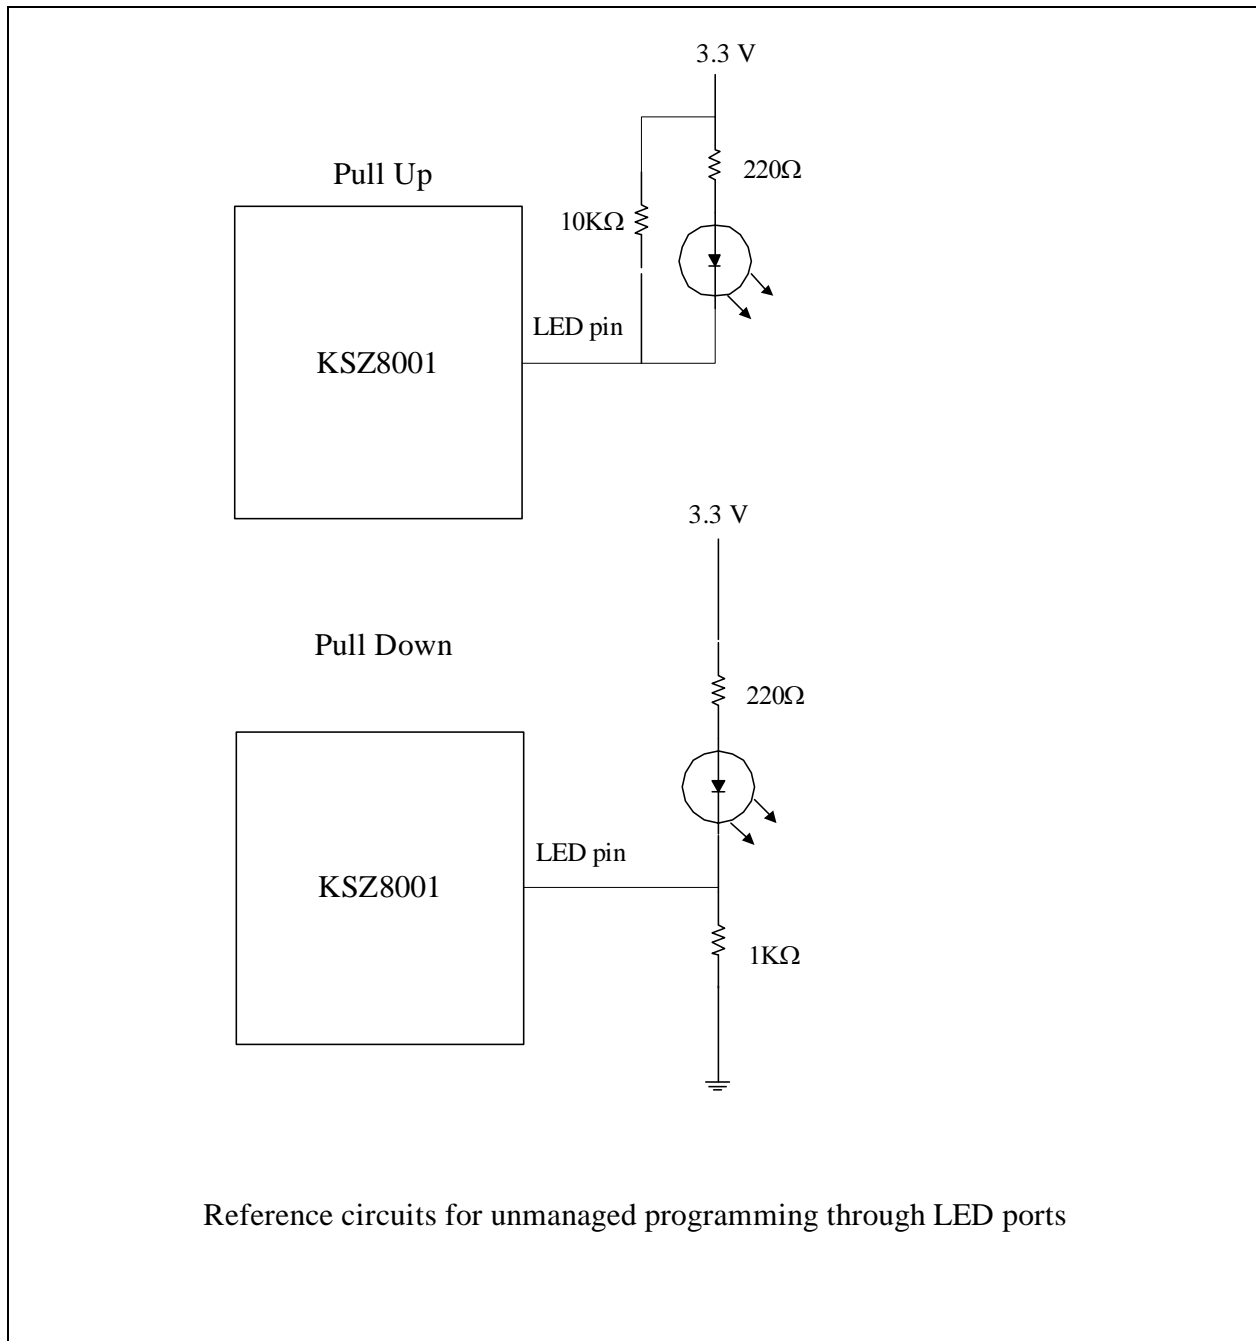 3.3 V
220Ω
Pull Up
10KΩ
LED pin
KSZ8001
3.3 V
Pull Down
220Ω
LED pin
KSZ8001
1KΩ
Reference circuits for unmanaged programming through LED ports